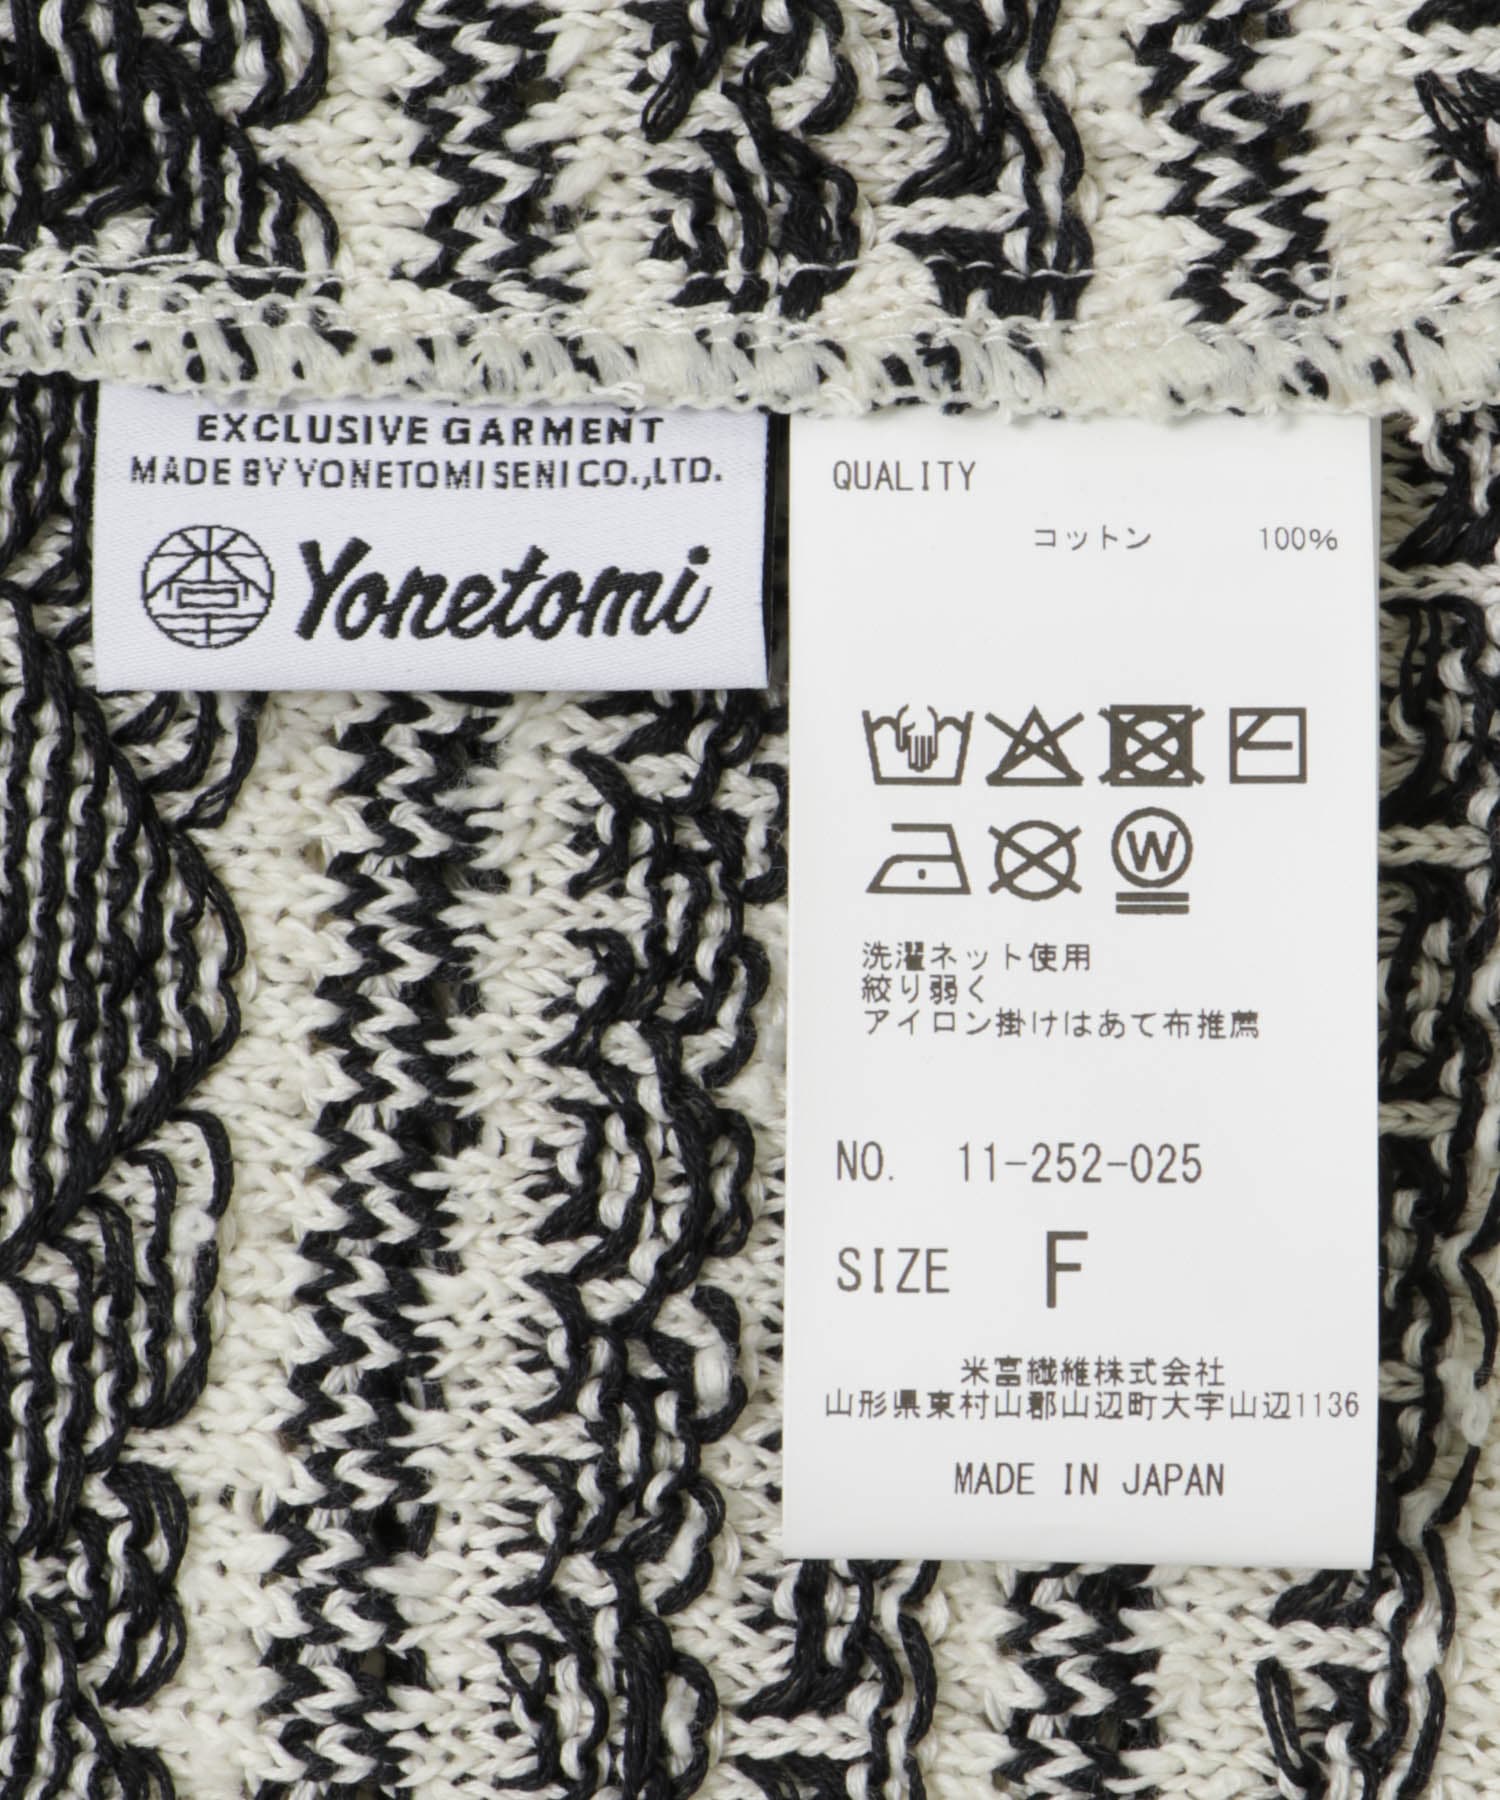 EXCLUSIVE GARMENT
MADE BY YONETOMI SENI CO.,LTD.
Yonetomi
QUALITY
コットン 100%
W
洗濯ネット使用
絞り弱く
アイロン掛けはあて布推薦
NO. 11-252-025
SIZE F
米富繊維株式会社
山形県東村山郡山辺町大字山辺1136
MADE IN JAPAN